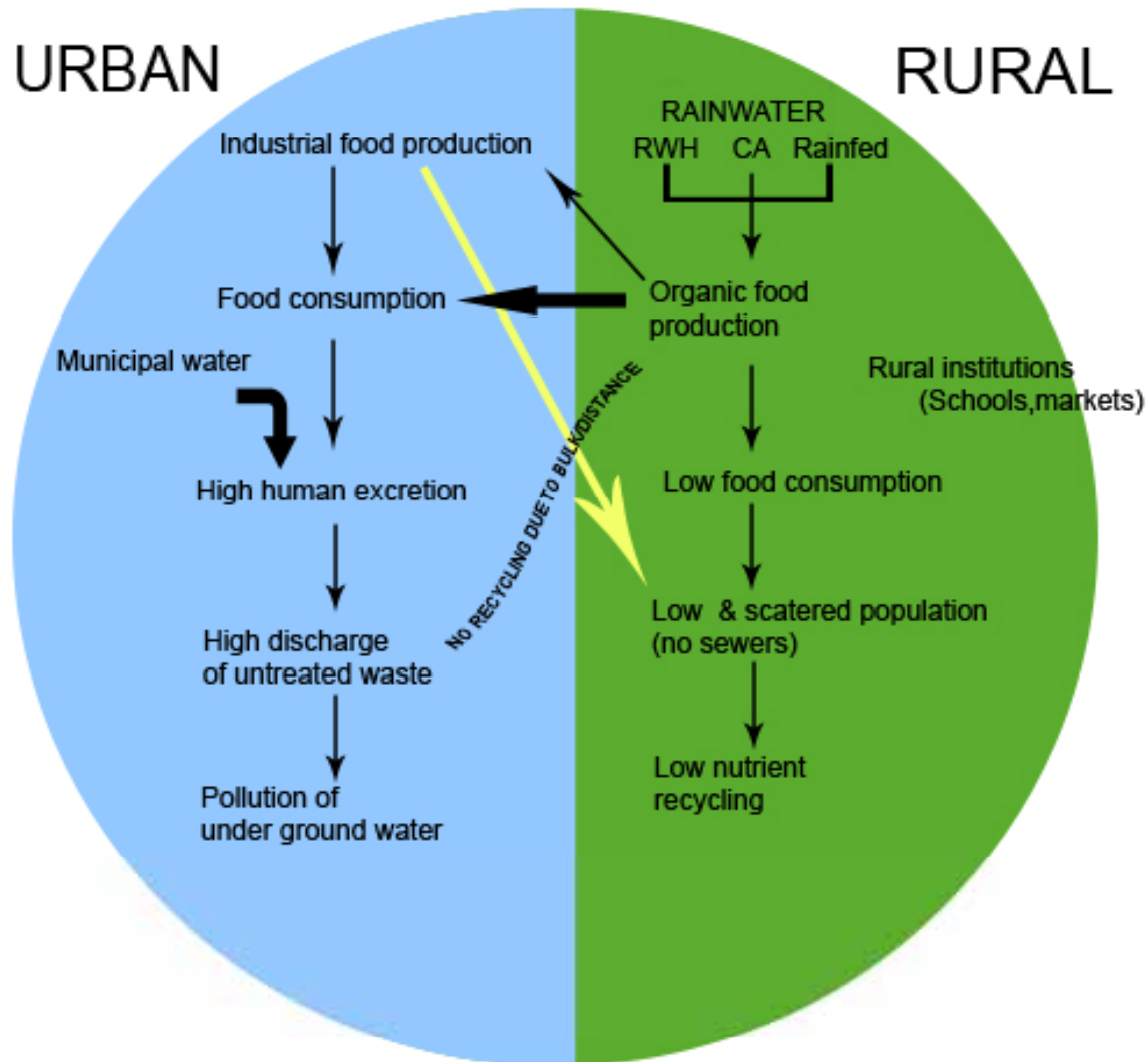 URBAN
RURAL
Industrial food production
Food consumption
Municipal water
High human excretion
High discharge
of untreated waste
Pollution of
under ground water
NO RECYCLING DUE TO BULK/DISTANCE
RAINWATER
RWH CA Rainfed
Organic food
production
Rural institutions
(Schools,markets)
Low food consumption
Low & scatered population
(no sewers)
Low nutrient
recycling